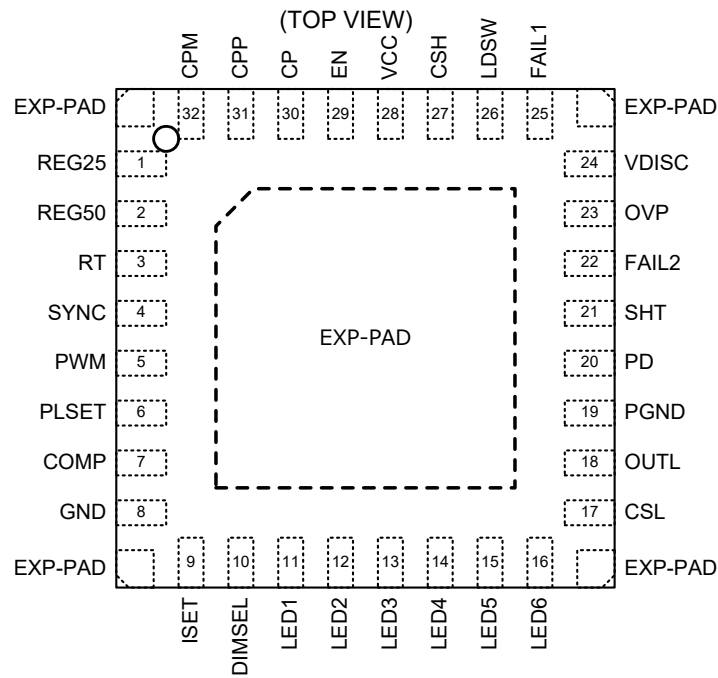 (TOP VIEW)
CPM CPP CP EN VCC CSH LDSW FAIL1
EXP-PAD 32 31 30 29 28 27 26 25 EXP-PAD
REG25 1 24 VDISC
REG50 2 23 OVP
RT 3 22 FAIL2
SYNC 4 21 SHT
EXP-PAD
PWM 5 20 PD
PLSET 6 19 PGND
COMP 7 18 OUTL
GND 8 17 CSL
EXP-PAD 9 10 11 12 13 14 15 16 EXP-PAD
ISET DIMSEL LED1 LED2 LED3 LED4 LED5 LED6